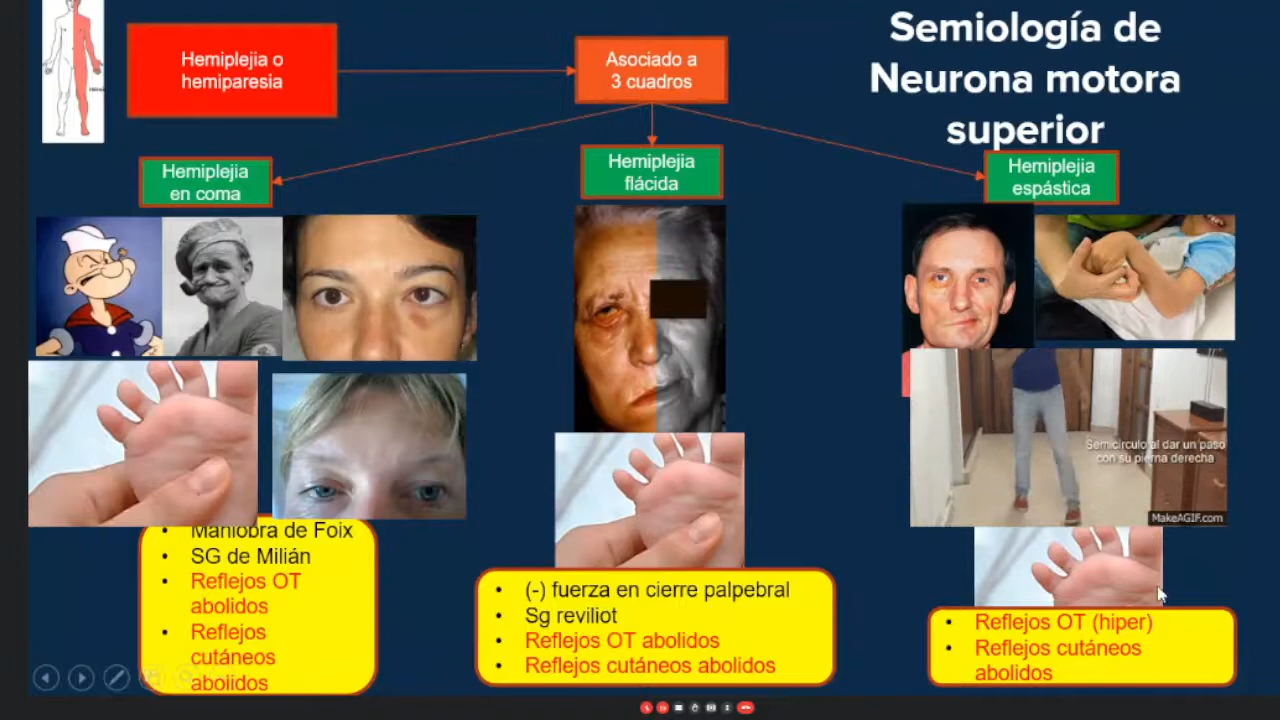 Semiología de
Neurona motora
superior
Hemiplejia o
hemiparesia
Asociado a
3 cuadros
Hemiplejia
en coma
Hemiplejia
flácida
Hemiplejia
espástica
Semicírculo al dar un paso
con su pierna derecha
MakeAGIF.com
• Maniobra de Foix
• SG de Milián
• Reflejos OT
abolidos
• Reflejos
cutáneos
abolidos
• (-) fuerza en cierre palpebral
• Sg reviliot
• Reflejos OT abolidos
• Reflejos cutáneos abolidos
• Reflejos OT (hiper)
• Reflejos cutáneos
abolidos